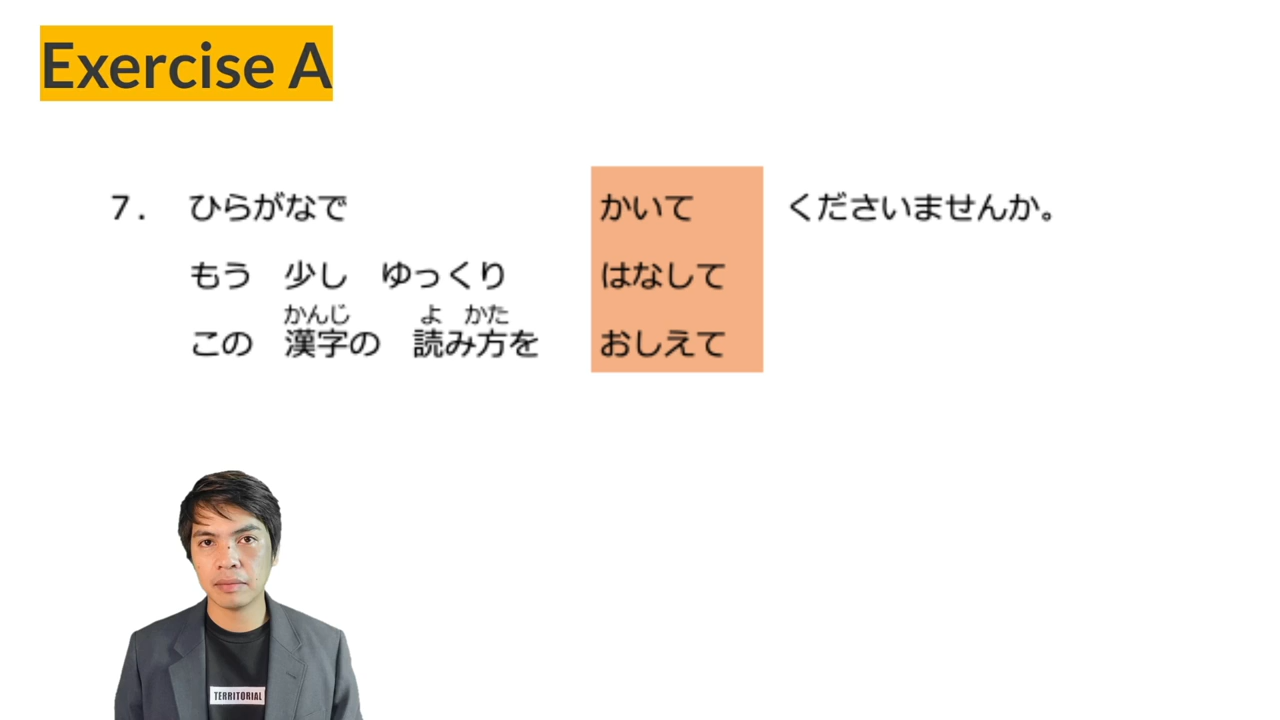 Exercise A
7. ひらがなで かいて くださいませんか。
もう 少し ゆっくり はなして
かんじ よ かた
この 漢字の 読み方を おしえて
TERRITORIAL